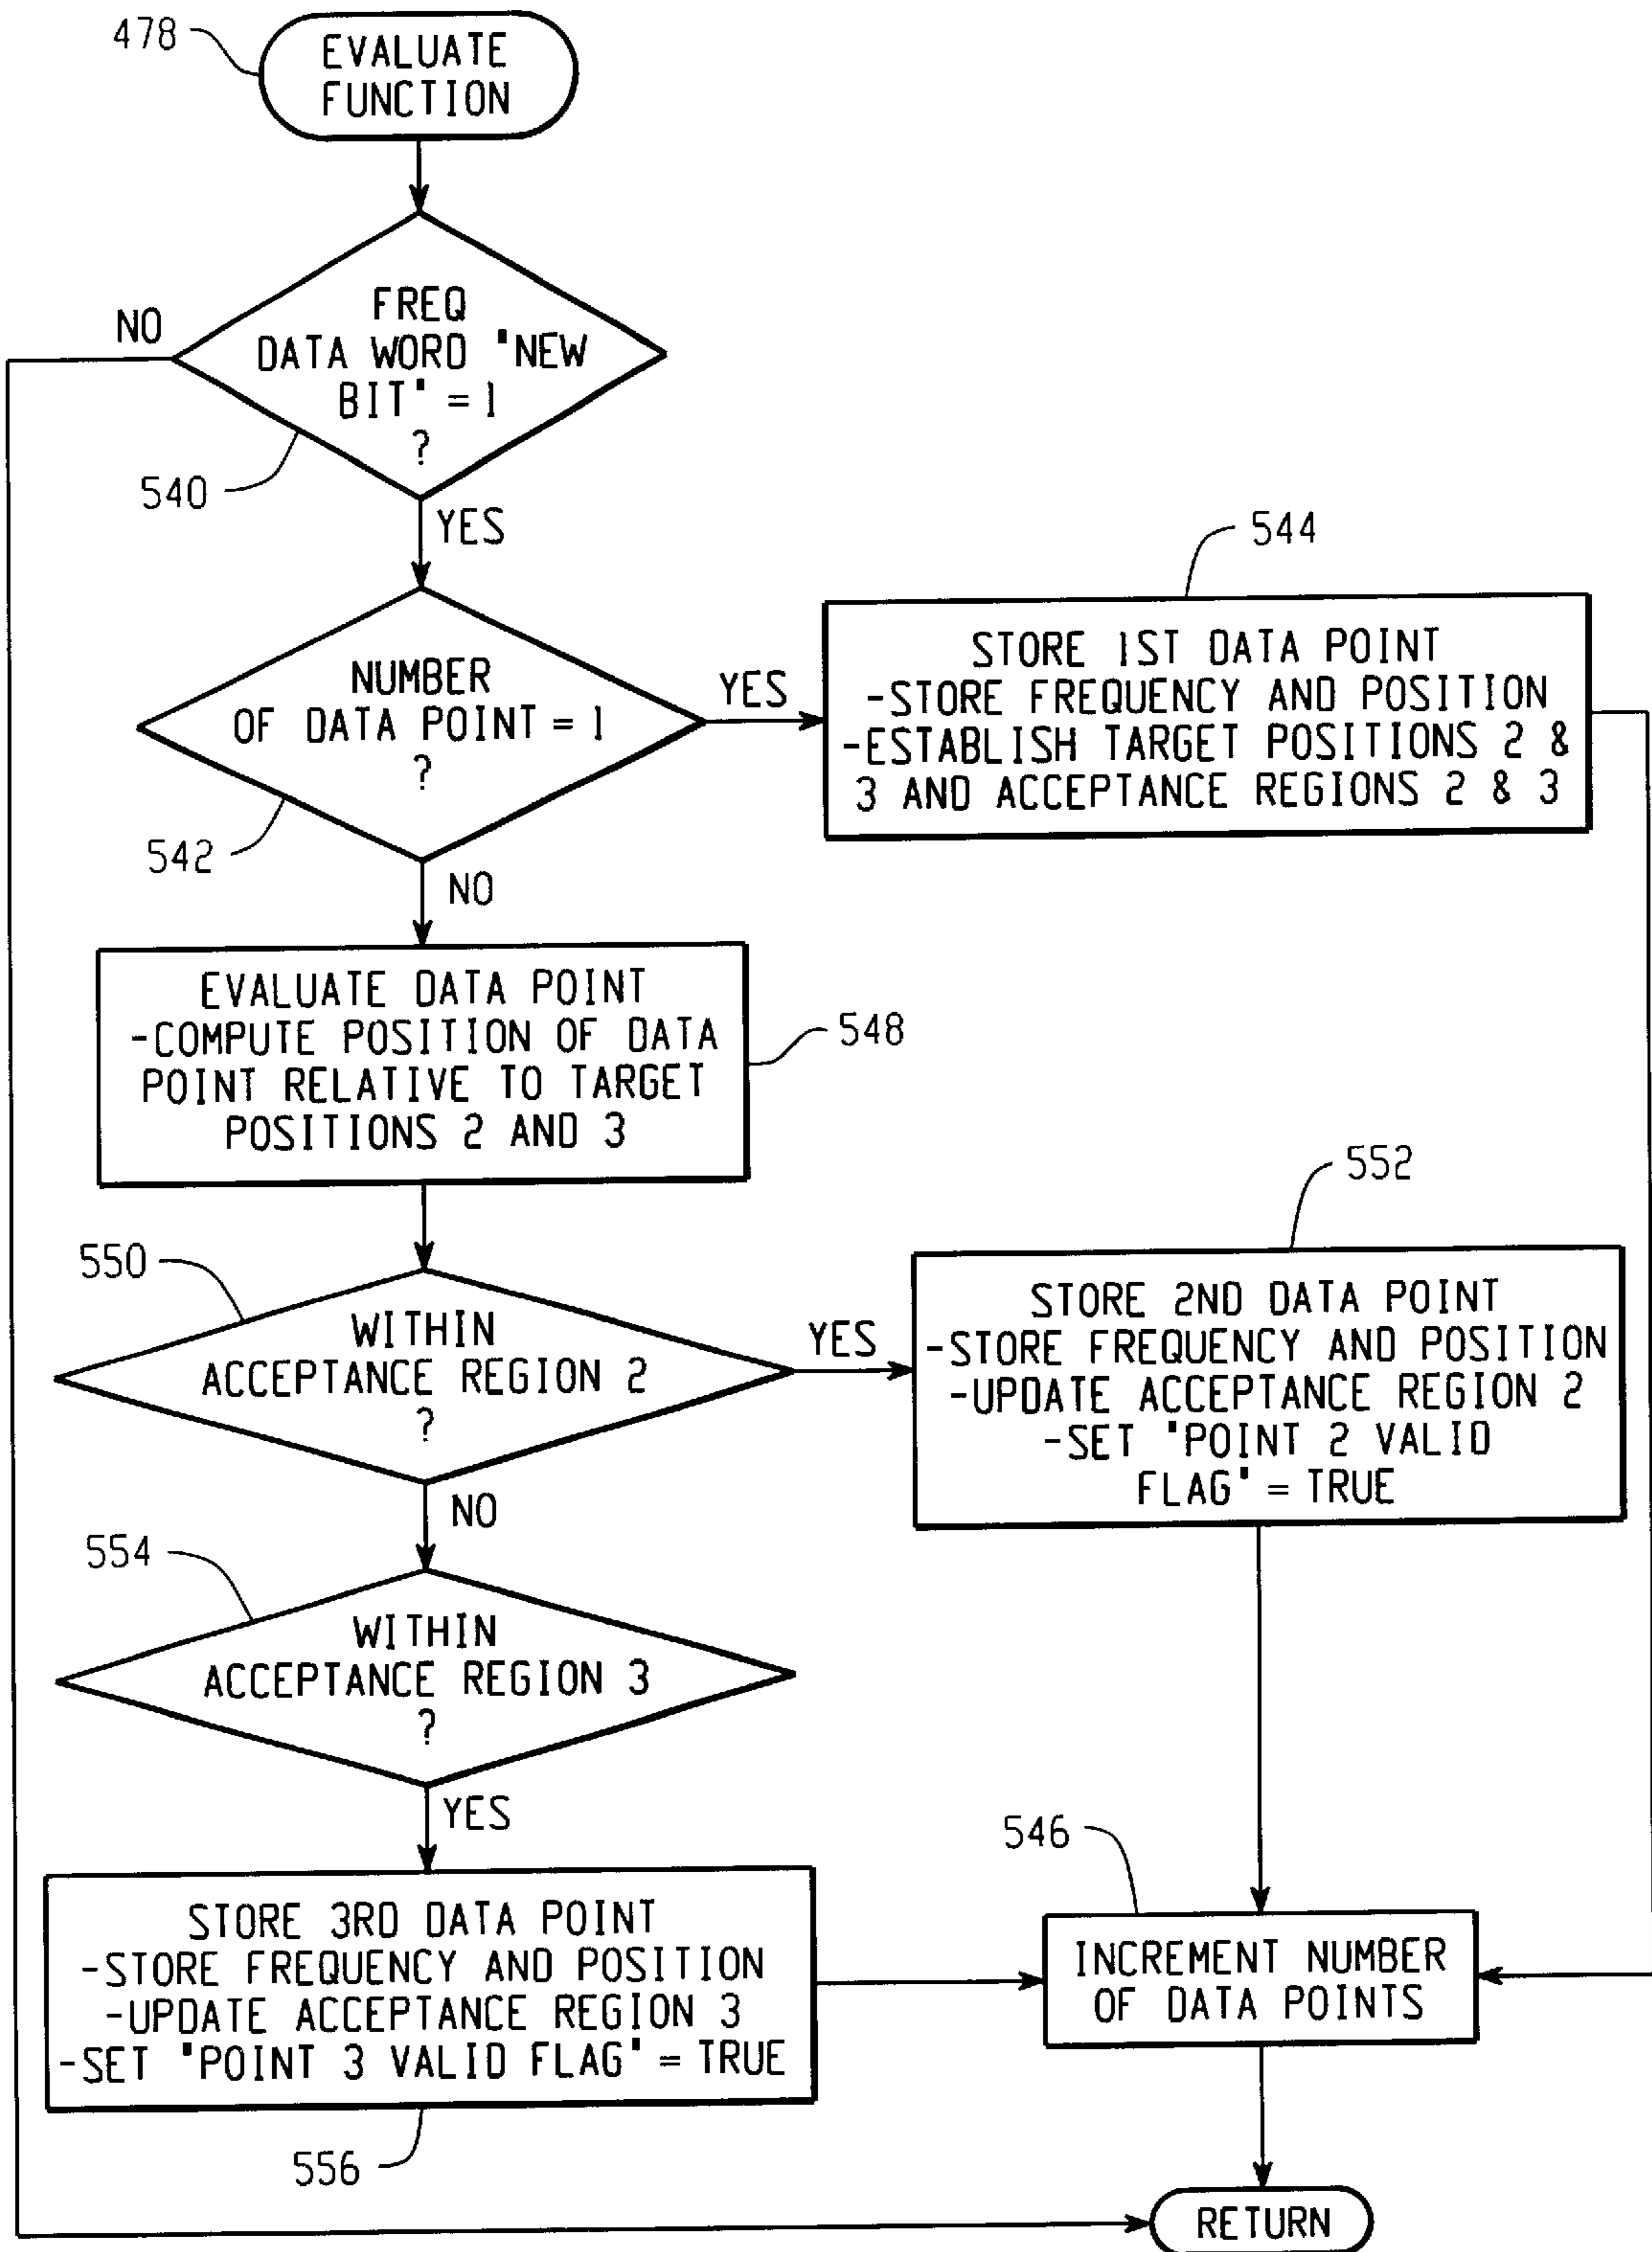 478
EVALUATE
FUNCTION
NO
FREQ
DATA WORD "NEW
BIT" = 1
?
540
YES
544
NUMBER
OF DATA POINT = 1
?
YES
STORE 1ST DATA POINT
-STORE FREQUENCY AND POSITION
-ESTABLISH TARGET POSITIONS 2 &
3 AND ACCEPTANCE REGIONS 2 & 3
542
NO
EVALUATE DATA POINT
-COMPUTE POSITION OF DATA
POINT RELATIVE TO TARGET
POSITIONS 2 AND 3
548
552
550
WITHIN
ACCEPTANCE REGION 2
?
YES
STORE 2ND DATA POINT
-STORE FREQUENCY AND POSITION
-UPDATE ACCEPTANCE REGION 2
-SET "POINT 2 VALID
FLAG" = TRUE
NO
554
WITHIN
ACCEPTANCE REGION 3
?
YES
546
STORE 3RD DATA POINT
-STORE FREQUENCY AND POSITION
-UPDATE ACCEPTANCE REGION 3
-SET "POINT 3 VALID FLAG" = TRUE
INCREMENT NUMBER
OF DATA POINTS
556
RETURN